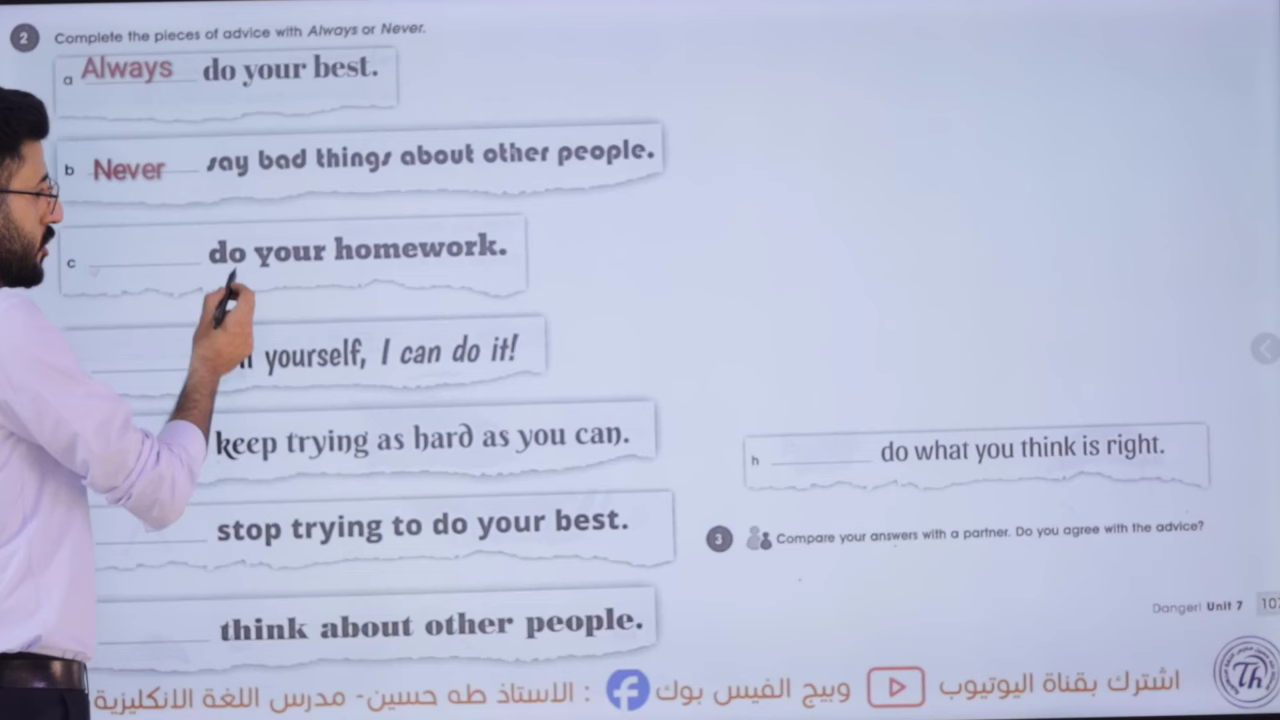 2 Complete the pieces of advice with Always or Never.
a Always do your best.
b Never say bad things about other people.
c do your homework.
yourself, I can do it!
keep trying as hard as you can.
stop trying to do your best.
think about other people.
h do what you think is right.
3 Compare your answers with a partner. Do you agree with the advice?
Danger! Unit 7
اشترك بقناة اليوتيوب وبيج الفيس بوك : الاستاذ طه حسين- مدرس اللغة الانكليزية
Th